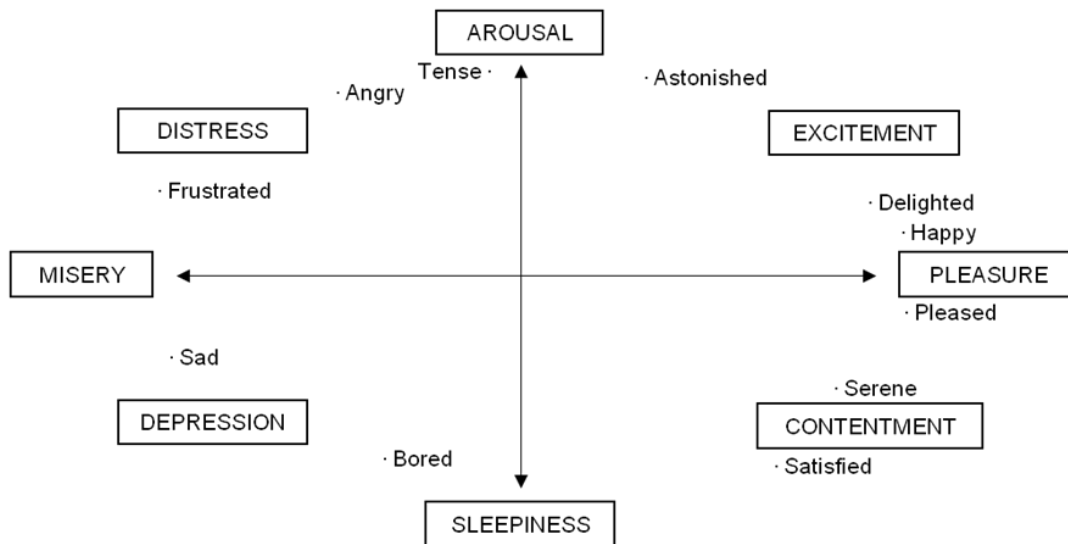 AROUSAL
Tense ·
· Astonished
· Angry
DISTRESS
EXCITEMENT
· Frustrated
· Delighted
· Happy
MISERY
PLEASURE
· Pleased
· Sad
· Serene
DEPRESSION
CONTENTMENT
· Bored
· Satisfied
SLEEPINESS